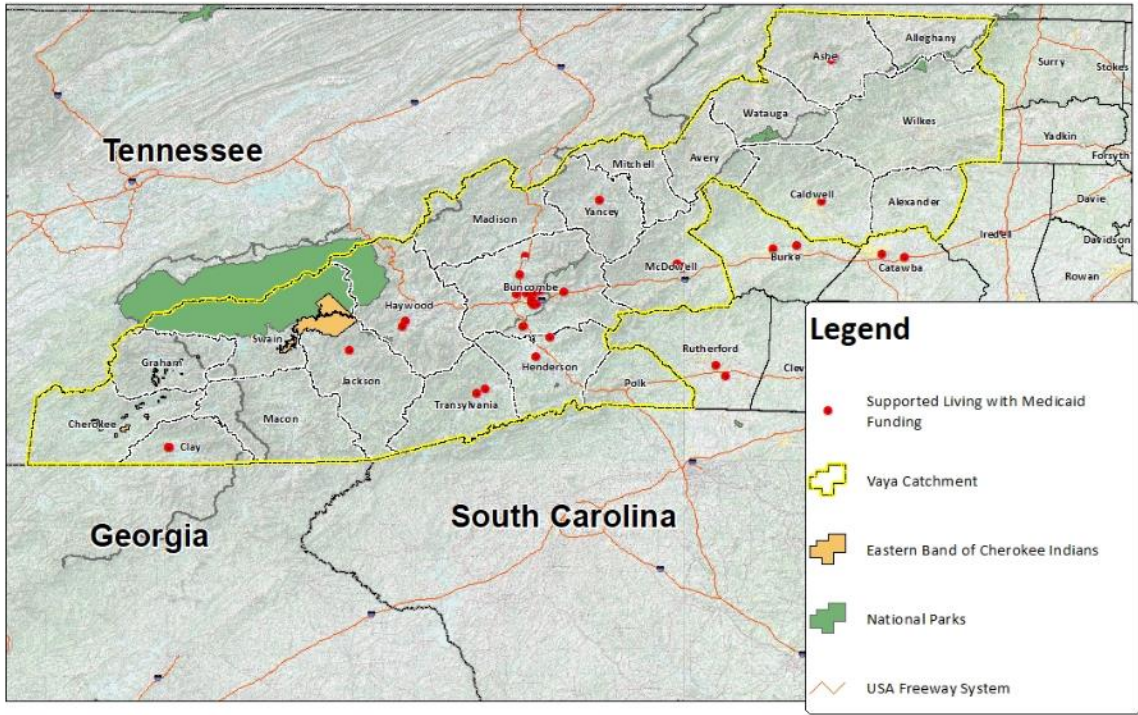 Alleghany
Ashe
Surry
Stokes
Watauga
Wilkes
Yadkin
Tennessee
Mitchell
Avery
Forsyth
Caldwell
Alexander
Davie
Yancey
Madison
Iredell
Davidson
McDowell
Burke
Catawba
Rowan
Buncombe
Haywood
Swain
Rutherford
Graham
Henderson
Clev
Jackson
Polk
Transylvania
Macon
Cherokee
Clay
Georgia
South Carolina
Legend
Supported Living with Medicaid
Funding
Vaya Catchment
Eastern Band of Cherokee Indians
National Parks
USA Freeway System